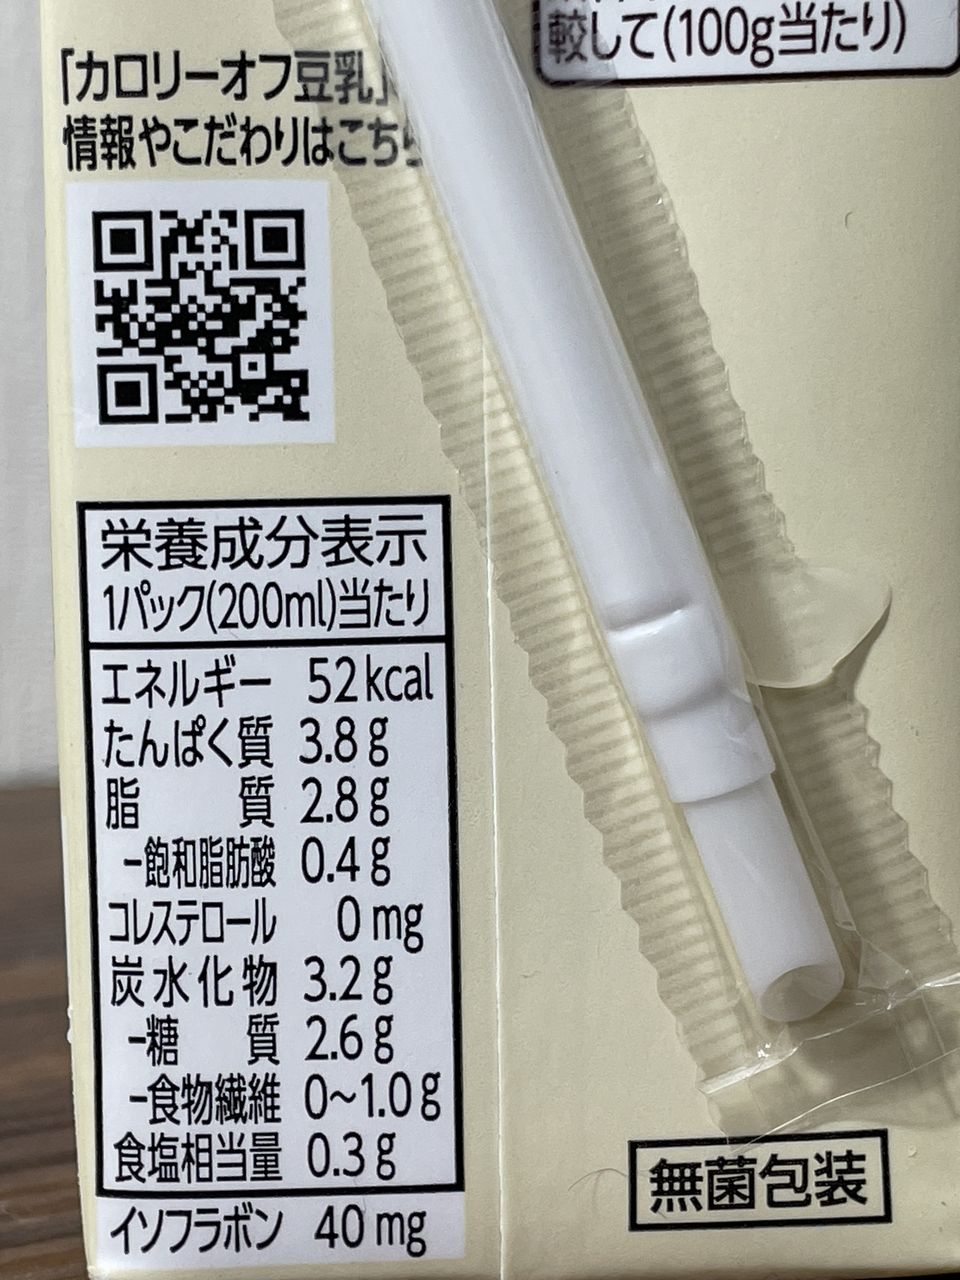 較して(100g当たり)
「カロリーオフ豆乳」
情報やこだわりはこちら
栄養成分表示
1パック(200ml)当たり
エネルギー 52kcal
たんぱく質 3.8g
脂質 2.8g
-飽和脂肪酸 0.4g
コレステロール 0mg
炭水化物 3.2g
-糖質 2.6g
-食物繊維 0~1.0g
食塩相当量 0.3g
イソフラボン 40mg
無菌包装